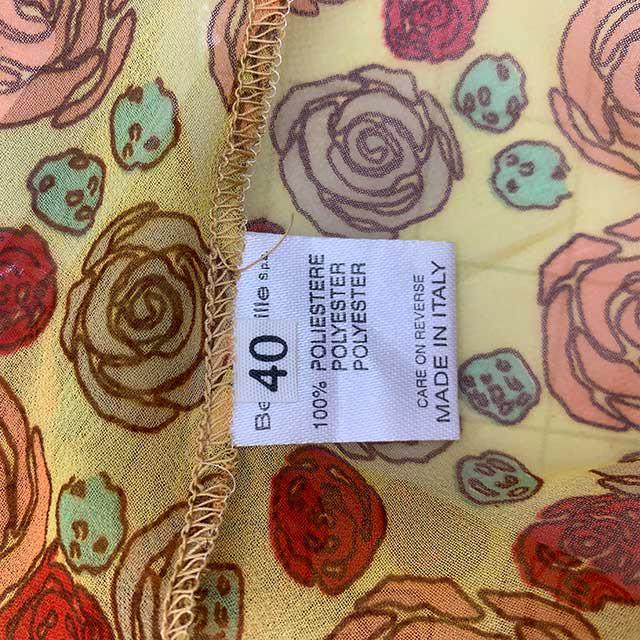 40
100% POLIESTERE
POLYESTER
POLYESTER
CARE ON REVERSE
MADE IN ITALY